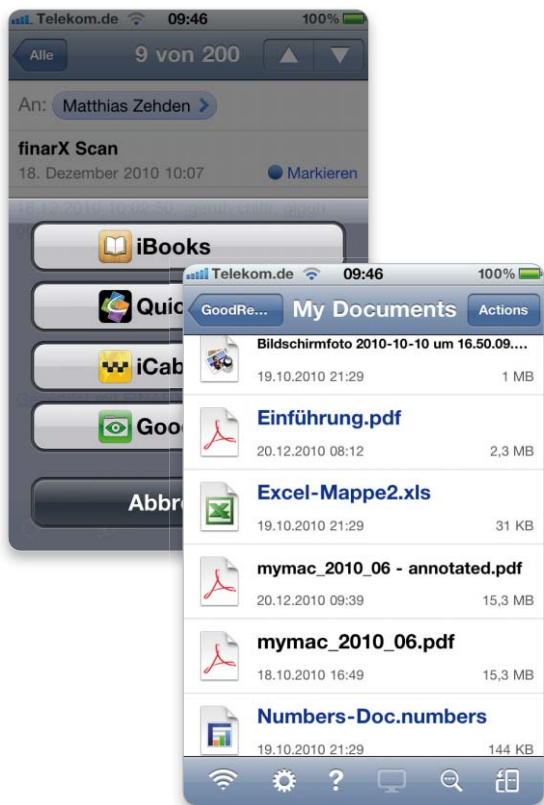 Telekom.de 09:46 100%
Alle 9 von 200
An: Matthias Zehden
finarX Scan
18. Dezember 2010 10:07 Markieren
iBooks
Quic
iCab
Goo
Abbr
Telekom.de 09:46 100%
GoodRe... My Documents Actions
Bildschirmfoto 2010-10-10 um 16.50.09....
19.10.2010 21:29 1 MB
Einführung.pdf
20.12.2010 08:12 2,3 MB
Excel-Mappe2.xls
19.10.2010 21:29 31 KB
mymac_2010_06 - annotated.pdf
20.12.2010 09:39 15,3 MB
mymac_2010_06.pdf
18.10.2010 16:49 15,3 MB
Numbers-Doc.numbers
19.10.2010 21:29 144 KB
?